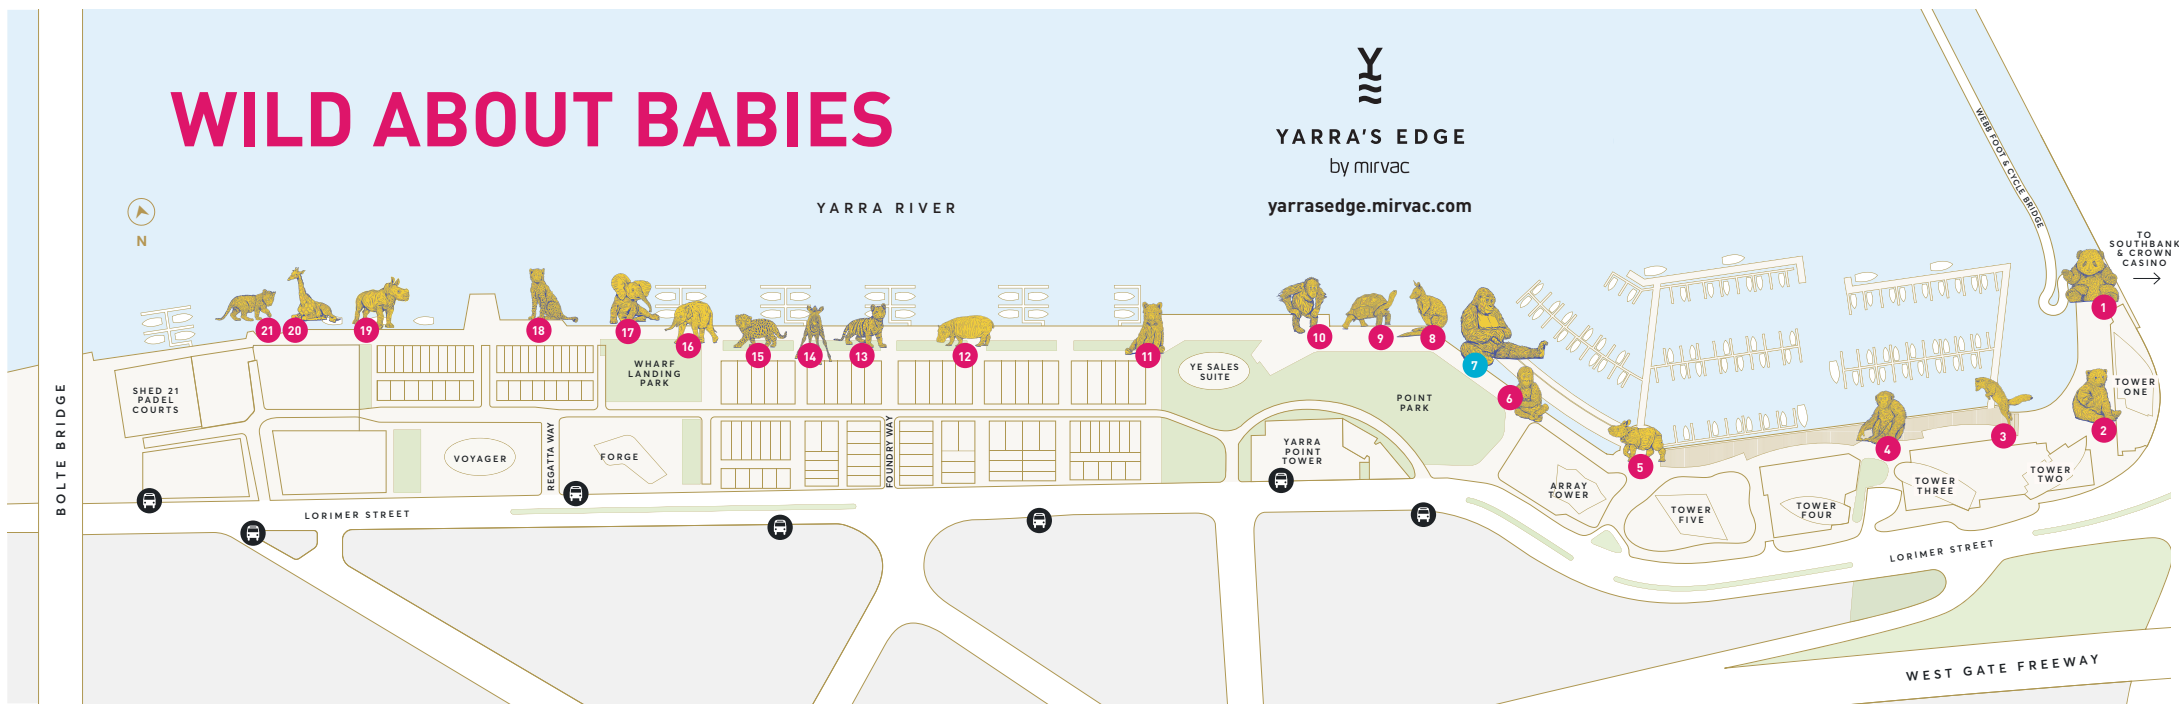 WILD ABOUT BABIES
YARRA'S EDGE
by mirvac
yarrasedge.mirvac.com
YARRA RIVER
N
BOLTE BRIDGE
WEBB FOOT & CYCLE BRIDGE
TO
SOUTHBANK
& CROWN
CASINO
21
20
19
18
17
16
15
14
13
12
11
10
9
8
7
6
5
4
3
2
1
SHED 21
PADEL
COURTS
WHARF
LANDING
PARK
YE SALES
SUITE
POINT
PARK
VOYAGER
REGATTA WAY
FORGE
FOUNDRY WAY
YARRA
POINT
TOWER
ARRAY
TOWER
TOWER
FIVE
TOWER
FOUR
TOWER
THREE
TOWER
TWO
TOWER
ONE
LORIMER STREET
LORIMER STREET
WEST GATE FREEWAY